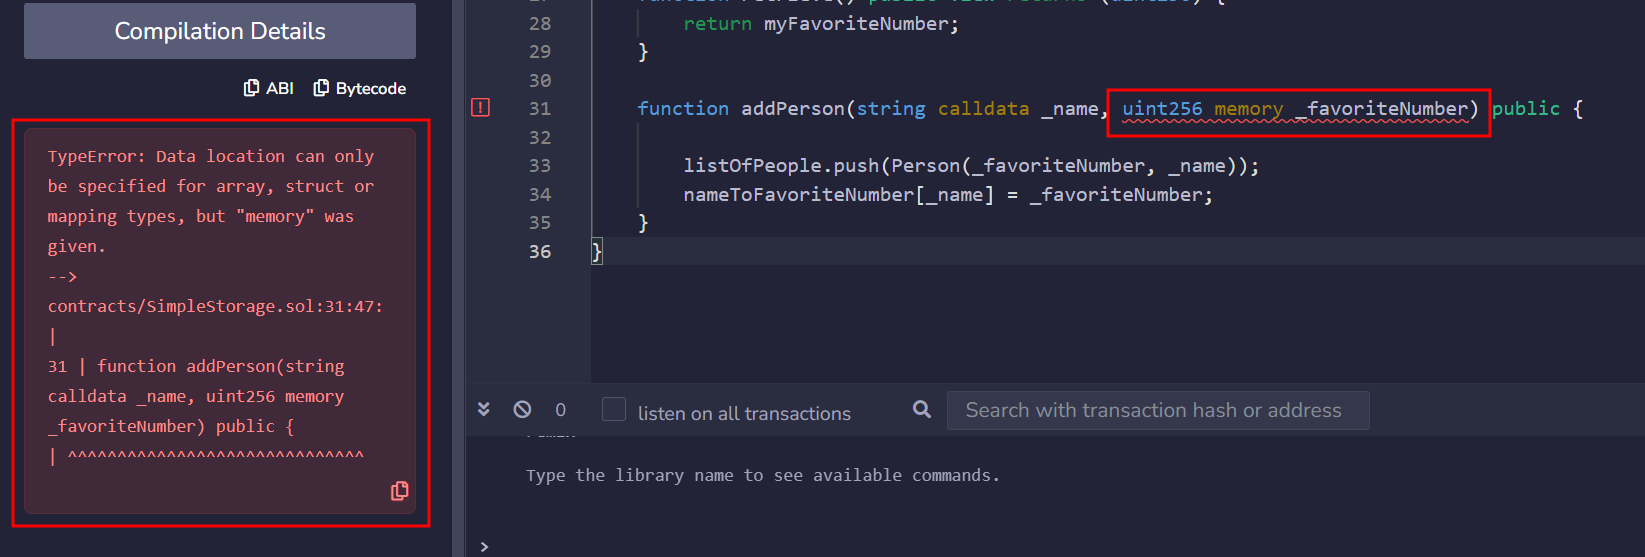 Compilation Details
ABI Bytecode
TypeError: Data location can only
be specified for array, struct or
mapping types, but "memory" was
given.
-->
contracts/SimpleStorage.sol:31:47:
|
31 | function addPerson(string
calldata _name, uint256 memory
_favoriteNumber) public {
| ^^^^^^^^^^^^^^^^^^^^^^^^^^^^^^
28 return myFavoriteNumber;
29 }
30
31 function addPerson(string calldata _name, uint256 memory _favoriteNumber) public {
32
33 listOfPeople.push(Person(_favoriteNumber, _name));
34 nameToFavoriteNumber[_name] = _favoriteNumber;
35 }
36 }
0 listen on all transactions Search with transaction hash or address
Type the library name to see available commands.
>